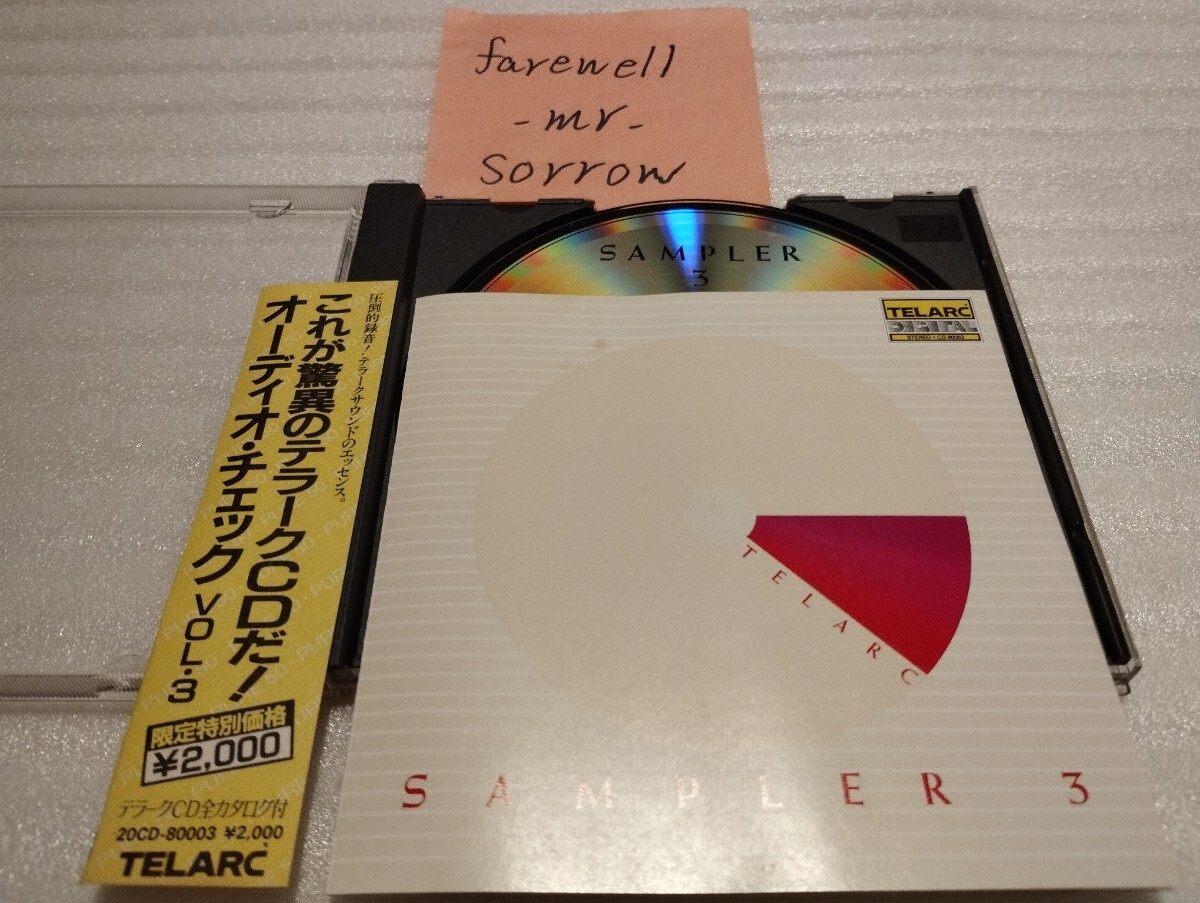 farewell
-mr-
sorrow
SAMPLER
3
TELARC
DIGITAL
STEREO • CD-80003
TELARC
SAMPLER 3
圧倒的録音！テラークサウンドのエッセンス。
これが驚異のテラークCDだ！
オーディオ・チェック VOL・3
限定特別価格
¥2,000
テラークCD全カタログ付
20CD-80003 ¥2,000
TELARC